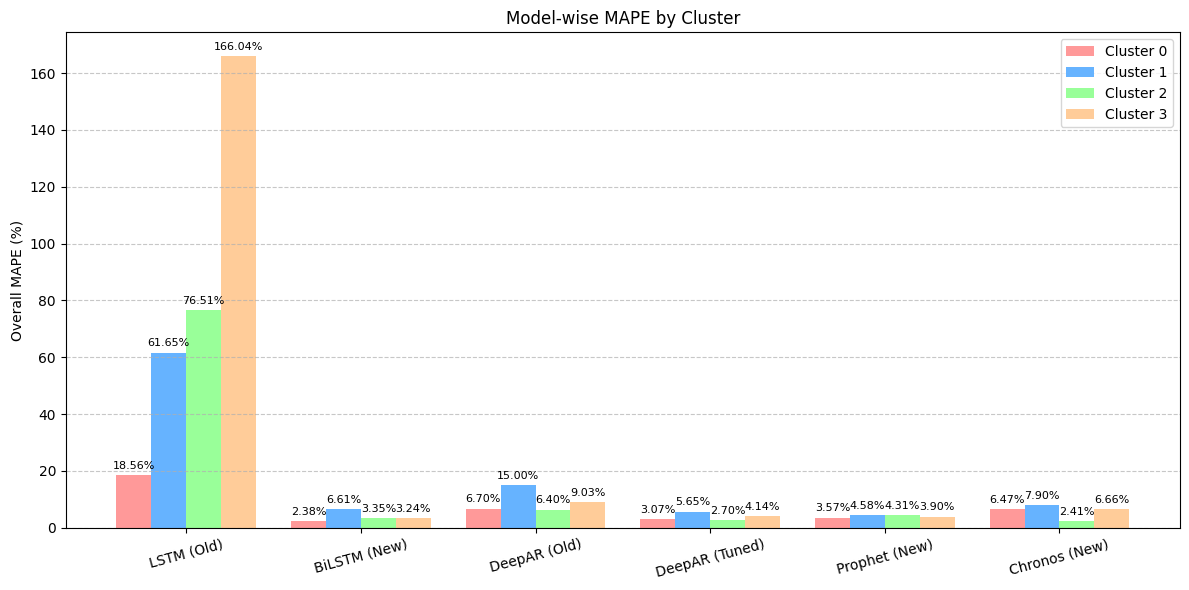 Model-wise MAPE by Cluster
Overall MAPE (%)
160
140
120
100
80
60
40
20
0
Cluster 0
Cluster 1
Cluster 2
Cluster 3
18.56%
61.65%
76.51%
166.04%
2.38%
6.61%
3.35%
3.24%
6.70%
15.00%
6.40%
9.03%
3.07%
5.65%
2.70%
4.14%
3.57%
4.58%
4.31%
3.90%
6.47%
7.90%
2.41%
6.66%
LSTM (Old)
BiLSTM (New)
DeepAR (Old)
DeepAR (Tuned)
Prophet (New)
Chronos (New)